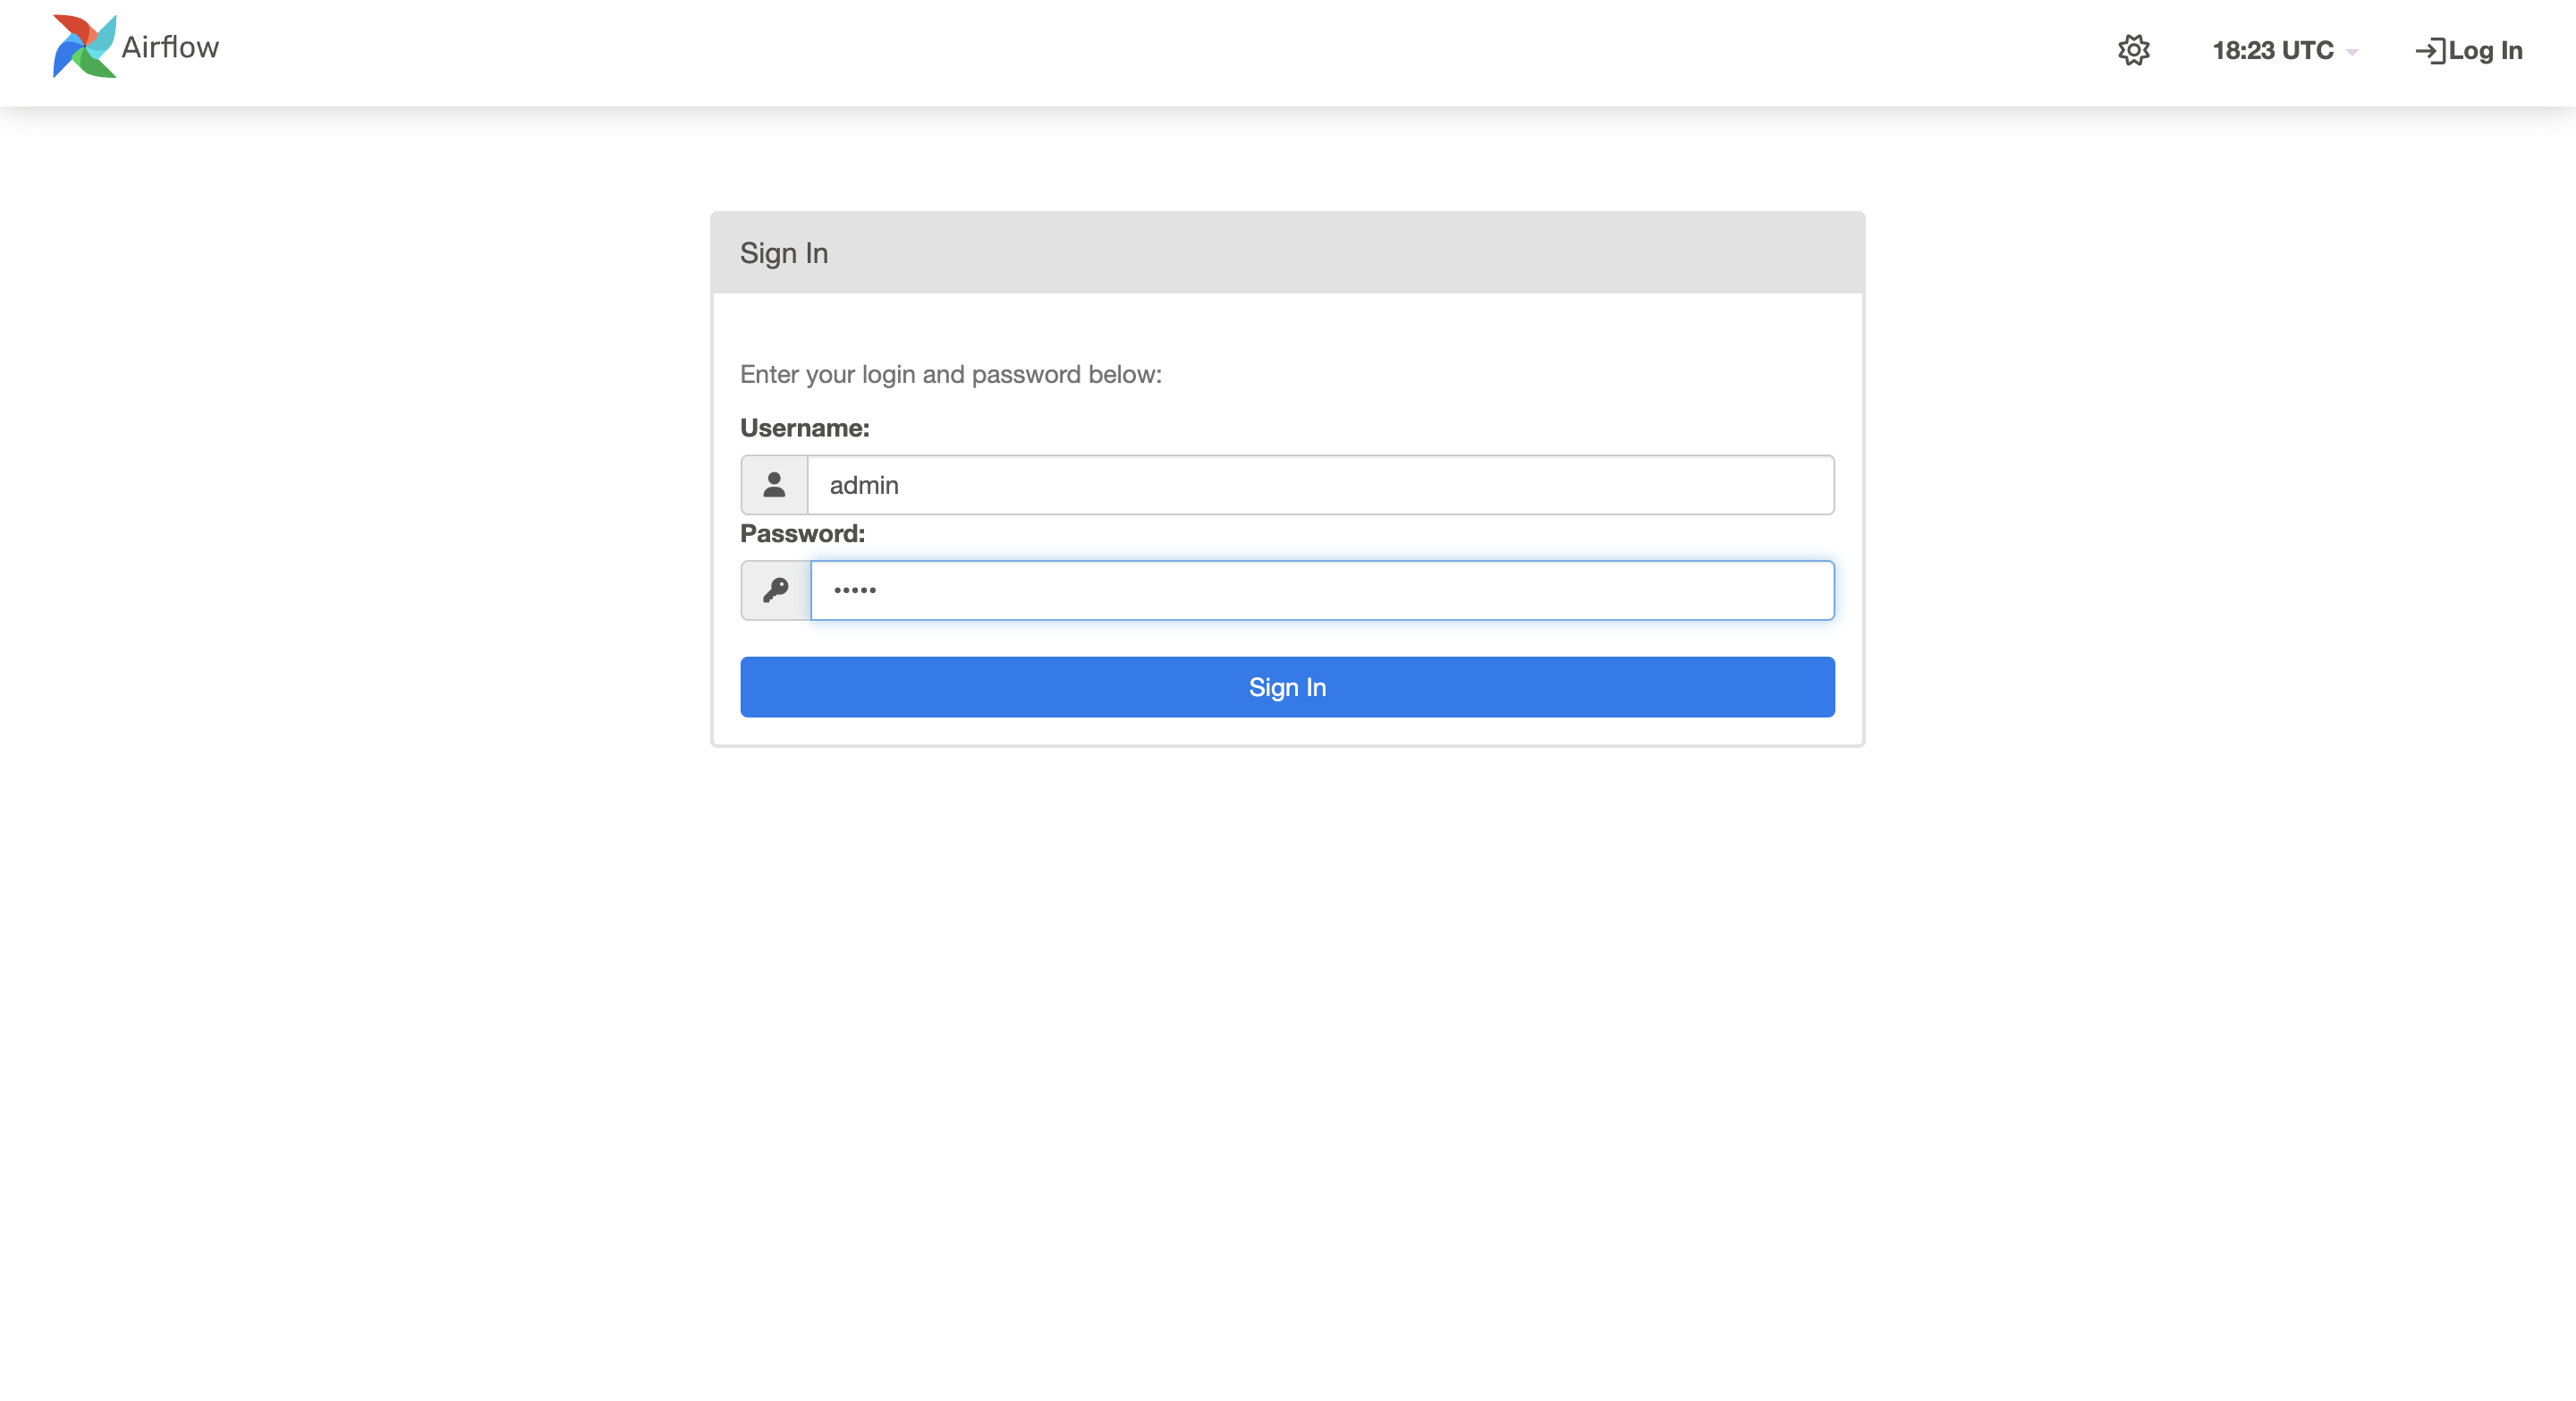 Airflow
18:23 UTC
Log In
Sign In
Enter your login and password below:
Username:
admin
Password:
•••••
Sign In